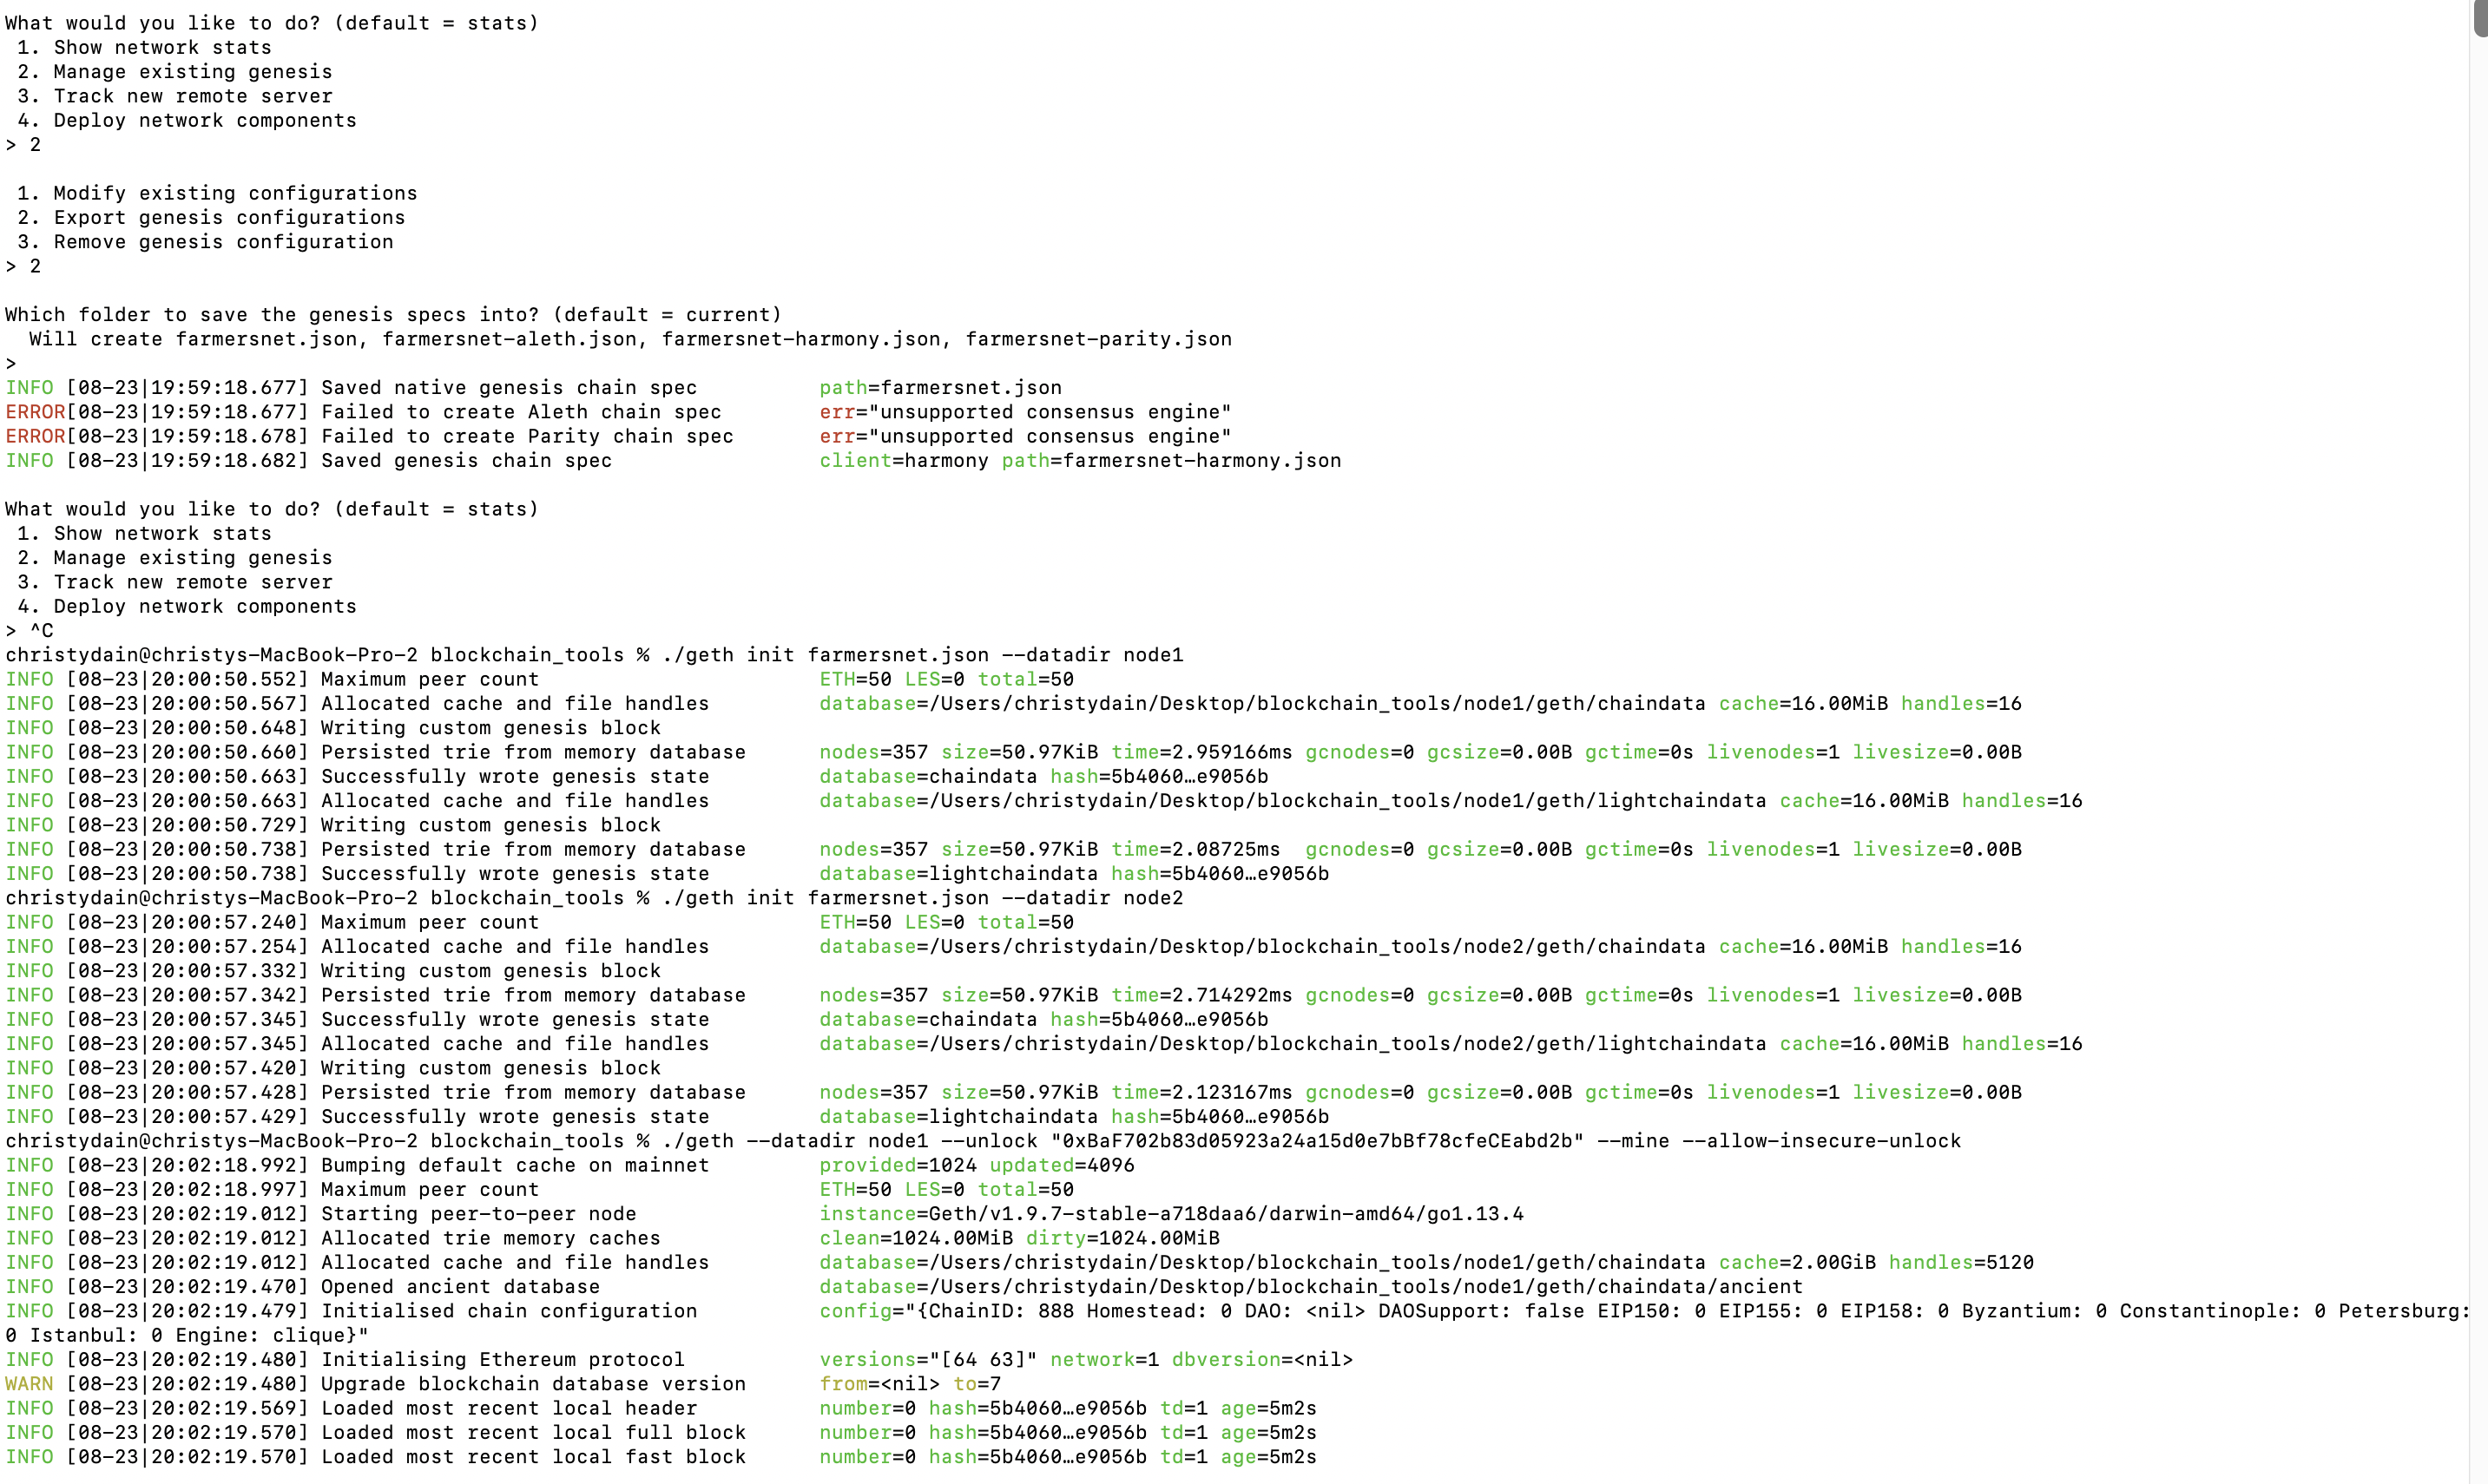 What would you like to do? (default = stats)
 1. Show network stats
 2. Manage existing genesis
 3. Track new remote server
 4. Deploy network components
> 2

 1. Modify existing configurations
 2. Export genesis configurations
 3. Remove genesis configuration
> 2

Which folder to save the genesis specs into? (default = current)
  Will create farmersnet.json, farmersnet-aleth.json, farmersnet-harmony.json, farmersnet-parity.json
>
INFO [08-23|19:59:18.677] Saved native genesis chain spec          path=farmersnet.json
ERROR[08-23|19:59:18.677] Failed to create Aleth chain spec        err="unsupported consensus engine"
ERROR[08-23|19:59:18.678] Failed to create Parity chain spec       err="unsupported consensus engine"
INFO [08-23|19:59:18.682] Saved genesis chain spec                 client=harmony path=farmersnet-harmony.json

What would you like to do? (default = stats)
 1. Show network stats
 2. Manage existing genesis
 3. Track new remote server
 4. Deploy network components
> ^C
christydain@christys-MacBook-Pro-2 blockchain_tools % ./geth init farmersnet.json --datadir node1
INFO [08-23|20:00:50.552] Maximum peer count                       ETH=50 LES=0 total=50
INFO [08-23|20:00:50.567] Allocated cache and file handles         database=/Users/christydain/Desktop/blockchain_tools/node1/geth/chaindata cache=16.00MiB handles=16
INFO [08-23|20:00:50.648] Writing custom genesis block
INFO [08-23|20:00:50.660] Persisted trie from memory database      nodes=357 size=50.97KiB time=2.959166ms gcnodes=0 gcsize=0.00B gctime=0s livenodes=1 livesize=0.00B
INFO [08-23|20:00:50.663] Successfully wrote genesis state         database=chaindata hash=5b4060…e9056b
INFO [08-23|20:00:50.663] Allocated cache and file handles         database=/Users/christydain/Desktop/blockchain_tools/node1/geth/lightchaindata cache=16.00MiB handles=16
INFO [08-23|20:00:50.729] Writing custom genesis block
INFO [08-23|20:00:50.738] Persisted trie from memory database      nodes=357 size=50.97KiB time=2.08725ms  gcnodes=0 gcsize=0.00B gctime=0s livenodes=1 livesize=0.00B
INFO [08-23|20:00:50.738] Successfully wrote genesis state         database=lightchaindata hash=5b4060…e9056b
christydain@christys-MacBook-Pro-2 blockchain_tools % ./geth init farmersnet.json --datadir node2
INFO [08-23|20:00:57.240] Maximum peer count                       ETH=50 LES=0 total=50
INFO [08-23|20:00:57.254] Allocated cache and file handles         database=/Users/christydain/Desktop/blockchain_tools/node2/geth/chaindata cache=16.00MiB handles=16
INFO [08-23|20:00:57.332] Writing custom genesis block
INFO [08-23|20:00:57.342] Persisted trie from memory database      nodes=357 size=50.97KiB time=2.714292ms gcnodes=0 gcsize=0.00B gctime=0s livenodes=1 livesize=0.00B
INFO [08-23|20:00:57.345] Successfully wrote genesis state         database=chaindata hash=5b4060…e9056b
INFO [08-23|20:00:57.345] Allocated cache and file handles         database=/Users/christydain/Desktop/blockchain_tools/node2/geth/lightchaindata cache=16.00MiB handles=16
INFO [08-23|20:00:57.420] Writing custom genesis block
INFO [08-23|20:00:57.428] Persisted trie from memory database      nodes=357 size=50.97KiB time=2.123167ms gcnodes=0 gcsize=0.00B gctime=0s livenodes=1 livesize=0.00B
INFO [08-23|20:00:57.429] Successfully wrote genesis state         database=lightchaindata hash=5b4060…e9056b
christydain@christys-MacBook-Pro-2 blockchain_tools % ./geth --datadir node1 --unlock "0xBaF702b83d05923a24a15d0e7bBf78cfeCEabd2b" --mine --allow-insecure-unlock
INFO [08-23|20:02:18.992] Bumping default cache on mainnet         provided=1024 updated=4096
INFO [08-23|20:02:18.997] Maximum peer count                       ETH=50 LES=0 total=50
INFO [08-23|20:02:19.012] Starting peer-to-peer node               instance=Geth/v1.9.7-stable-a718daa6/darwin-amd64/go1.13.4
INFO [08-23|20:02:19.012] Allocated trie memory caches             clean=1024.00MiB dirty=1024.00MiB
INFO [08-23|20:02:19.012] Allocated cache and file handles         database=/Users/christydain/Desktop/blockchain_tools/node1/geth/chaindata cache=2.00GiB handles=5120
INFO [08-23|20:02:19.470] Opened ancient database                  database=/Users/christydain/Desktop/blockchain_tools/node1/geth/chaindata/ancient
INFO [08-23|20:02:19.479] Initialised chain configuration          config="{ChainID: 888 Homestead: 0 DAO: <nil> DAOSupport: false EIP150: 0 EIP155: 0 EIP158: 0 Byzantium: 0 Constantinople: 0 Petersburg:
0 Istanbul: 0 Engine: clique}"
INFO [08-23|20:02:19.480] Initialising Ethereum protocol           versions="[64 63]" network=1 dbversion=<nil>
WARN [08-23|20:02:19.480] Upgrade blockchain database version      from=<nil> to=7
INFO [08-23|20:02:19.569] Loaded most recent local header          number=0 hash=5b4060…e9056b td=1 age=5m2s
INFO [08-23|20:02:19.570] Loaded most recent local full block      number=0 hash=5b4060…e9056b td=1 age=5m2s
INFO [08-23|20:02:19.570] Loaded most recent local fast block      number=0 hash=5b4060…e9056b td=1 age=5m2s